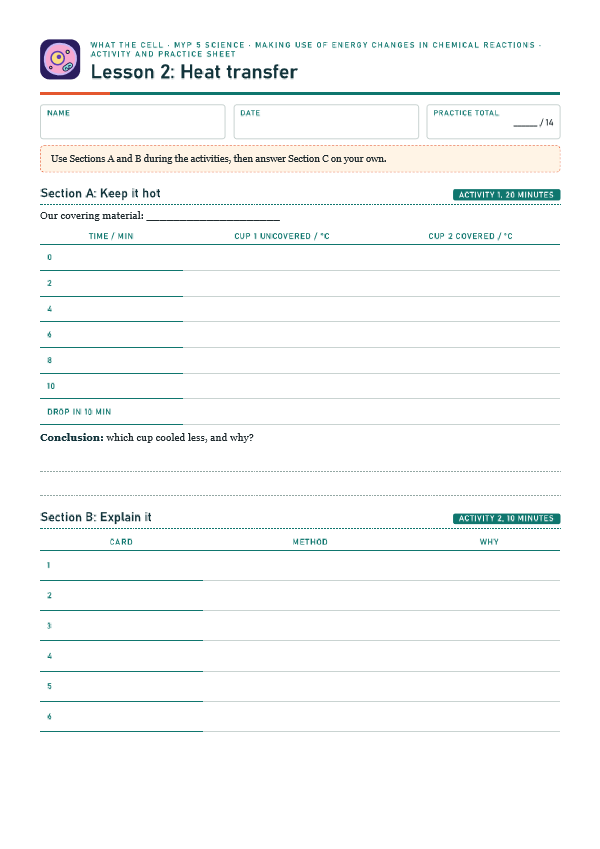 WHAT THE CELL · MYP 5 SCIENCE · MAKING USE OF ENERGY CHANGES IN CHEMICAL REACTIONS ·
ACTIVITY AND PRACTICE SHEET
Lesson 2: Heat transfer
NAME
DATE
PRACTICE TOTAL
_____ / 14
Use Sections A and B during the activities, then answer Section C on your own.
Section A: Keep it hot
ACTIVITY 1, 20 MINUTES
Our covering material: ______________________
TIME / MIN CUP 1 UNCOVERED / °C CUP 2 COVERED / °C
0
2
4
6
8
10
DROP IN 10 MIN
Conclusion: which cup cooled less, and why?
Section B: Explain it
ACTIVITY 2, 10 MINUTES
CARD METHOD WHY
1
2
3
4
5
6